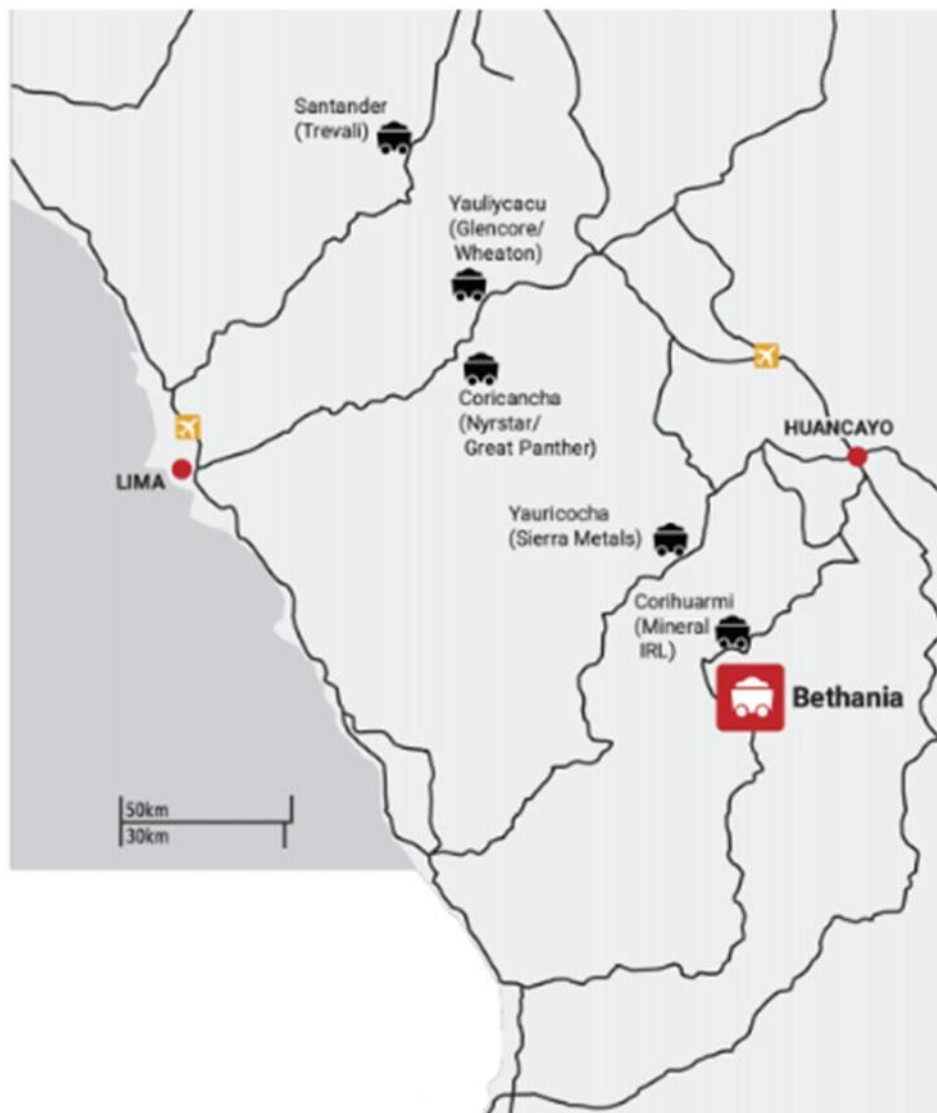 Santander
(Trevali)
Yauliycacu
(Glencore/
Wheaton)
Coricancha
(Nyrstar/
Great Panther)
HUANCAYO
LIMA
Yauricocha
(Sierra Metals)
Corihuarmi
(Mineral
IRL)
Bethania
50km
30km